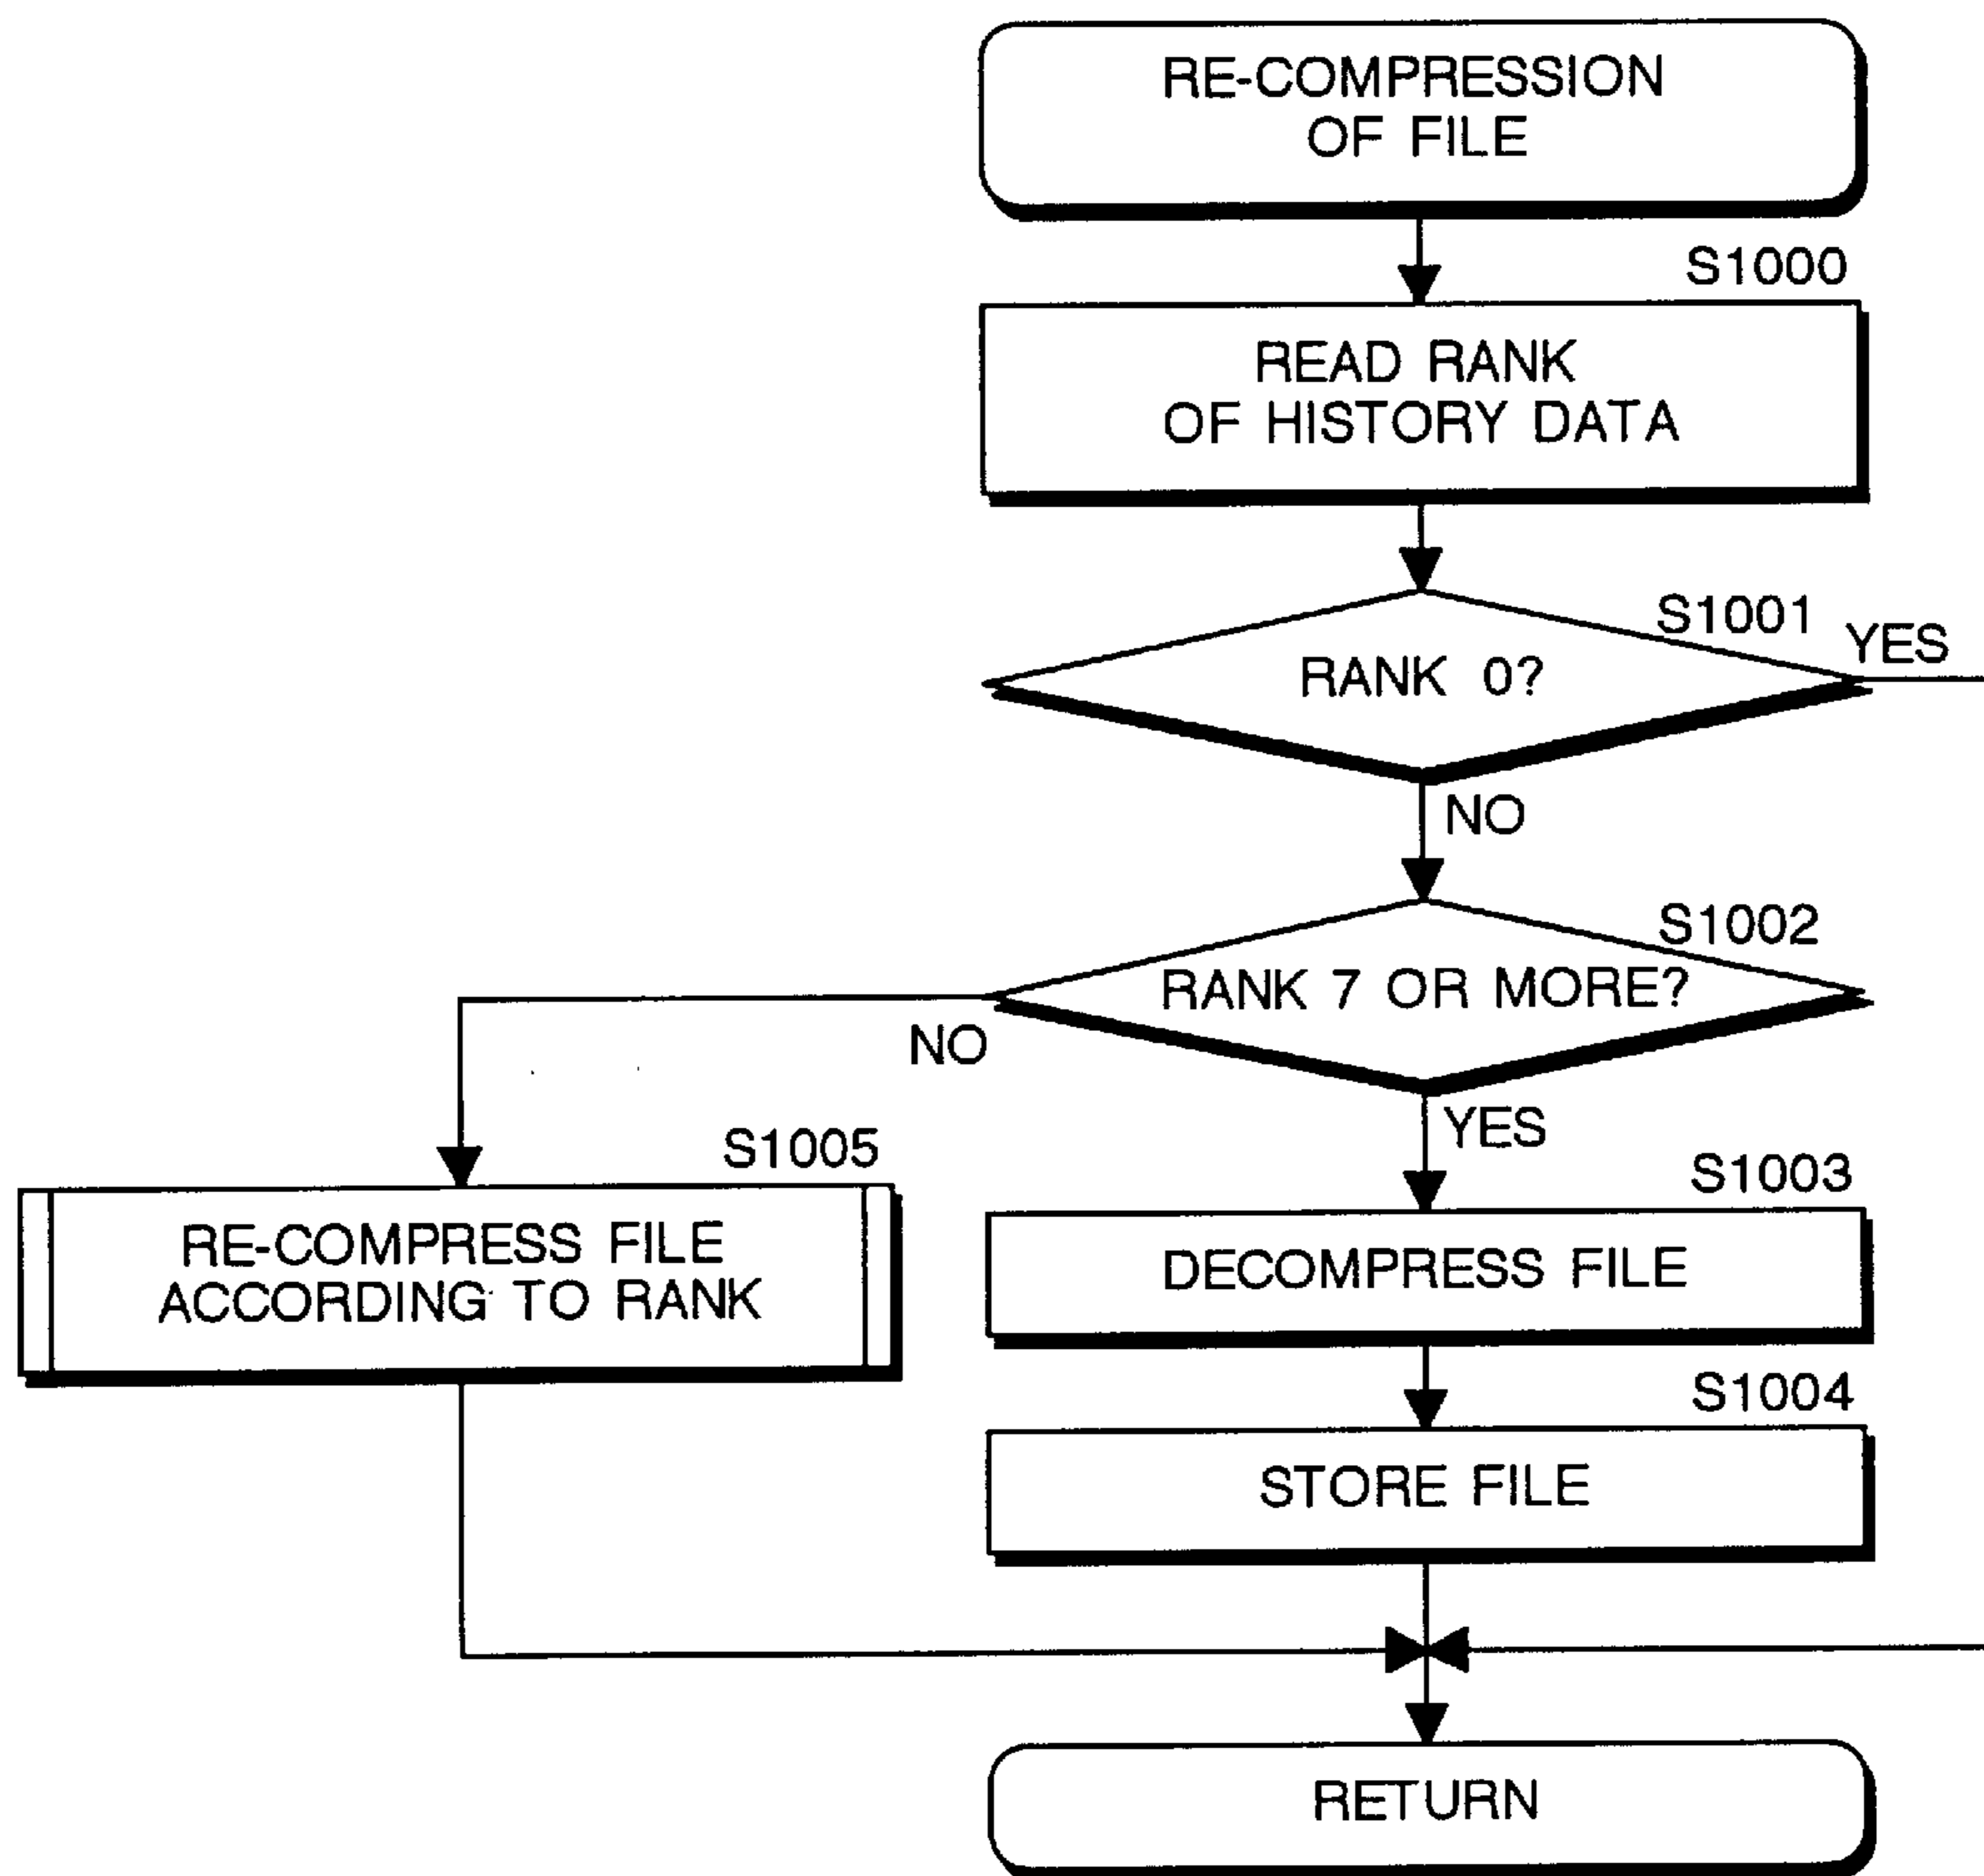 RE-COMPRESSION
OF FILE
S1000
READ RANK
OF HISTORY DATA
S1001
YES
RANK 0?
NO
S1002
RANK 7 OR MORE?
NO
YES
S1005
S1003
RE-COMPRESS FILE
ACCORDING TO RANK
DECOMPRESS FILE
S1004
STORE FILE
RETURN